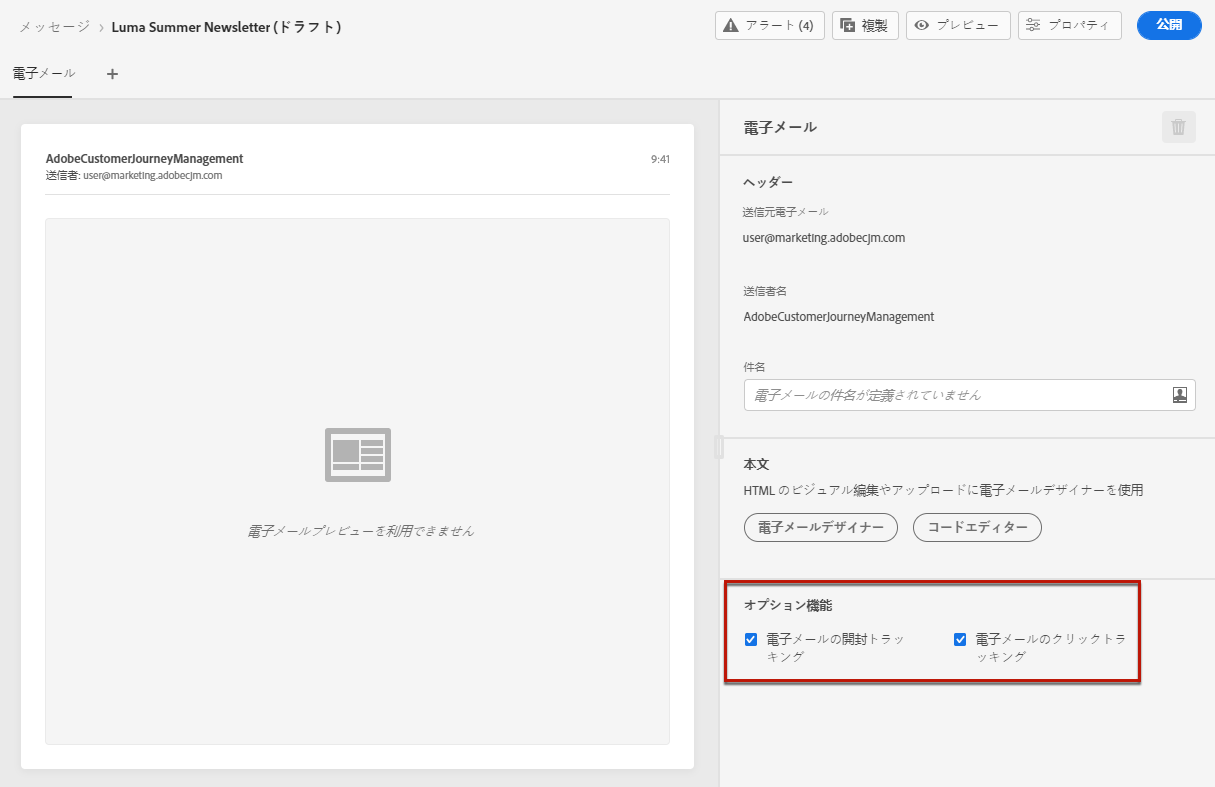 メッセージ › Luma Summer Newsletter (ドラフト)
アラート (4)
複製
プレビュー
プロパティ
公開
電子メール
AdobeCustomerJourneyManagement
9:41
送信者: user@marketing.adobecjm.com
電子メールプレビューを利用できません
電子メール
ヘッダー
送信元電子メール
user@marketing.adobecjm.com
送信者名
AdobeCustomerJourneyManagement
件名
電子メールの件名が定義されていません
本文
HTML のビジュアル編集やアップロードに電子メールデザイナーを使用
電子メールデザイナー
コードエディター
オプション機能
電子メールの開封トラッ
キング
電子メールのクリックトラ
ッキング